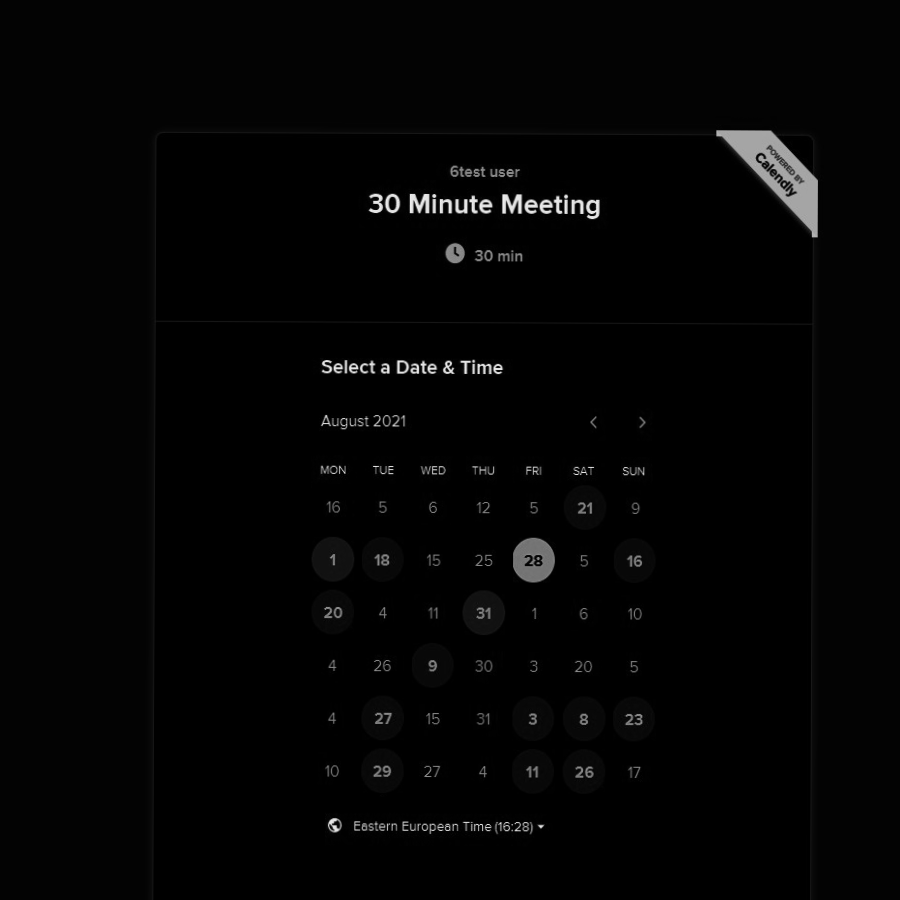 POWERED BY
Calendly
6test user
30 Minute Meeting
30 min
Select a Date & Time
August 2021
MON TUE WED THU FRI SAT SUN
16 5 6 12 5 21 9
1 18 15 25 28 5 16
20 4 11 31 1 6 10
4 26 9 30 3 20 5
4 27 15 31 3 8 23
10 29 27 4 11 26 17
Eastern European Time (16:28)